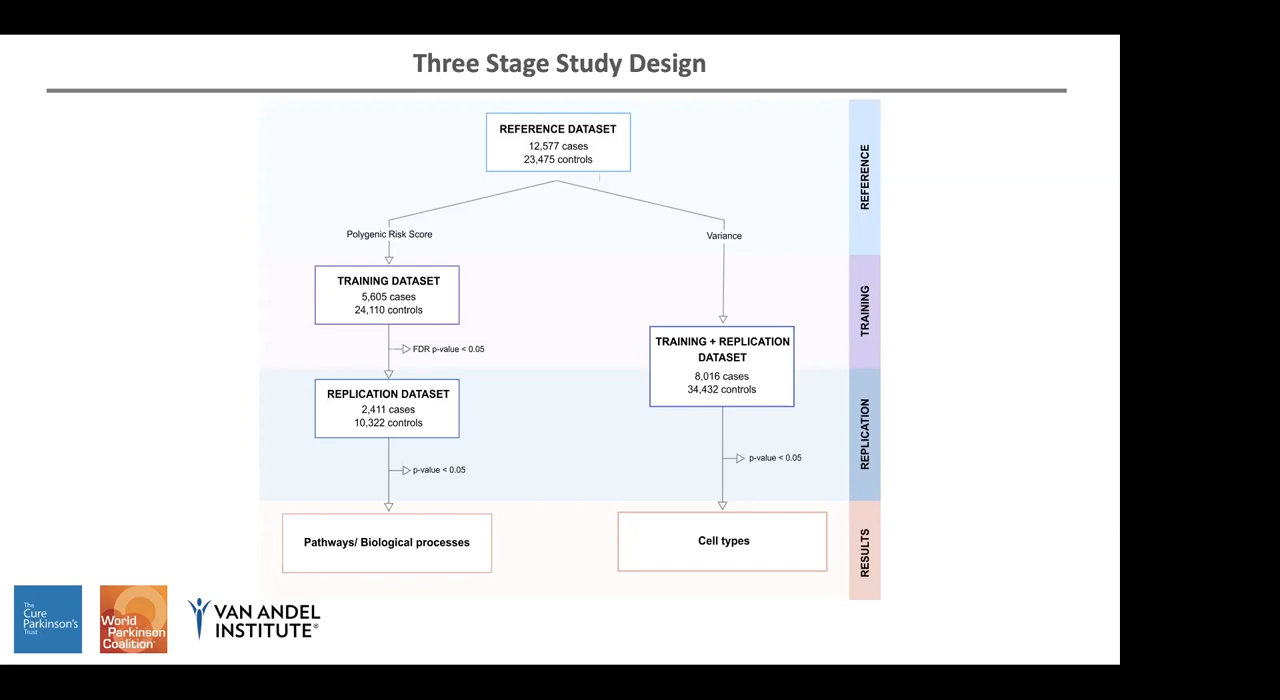 Three Stage Study Design
REFERENCE DATASET
12,577 cases
23,475 controls
REFERENCE
Polygenic Risk Score
Variance
TRAINING DATASET
5,605 cases
24,110 controls
TRAINING
FDR p-value < 0.05
TRAINING + REPLICATION
DATASET
8,016 cases
34,432 controls
REPLICATION DATASET
2,411 cases
10,322 controls
REPLICATION
p-value < 0.05
p-value < 0.05
Pathways/ Biological processes
Cell types
RESULTS
The
Cure
Parkinson's
Trust
World
Parkinson
Coalition
VAN ANDEL
INSTITUTE®